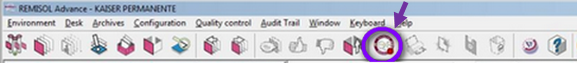 REMISOL Advance - KAISER PERMANENTE
Environment Desk Archives Configuration Quality control Audit Trail Window Keyboard